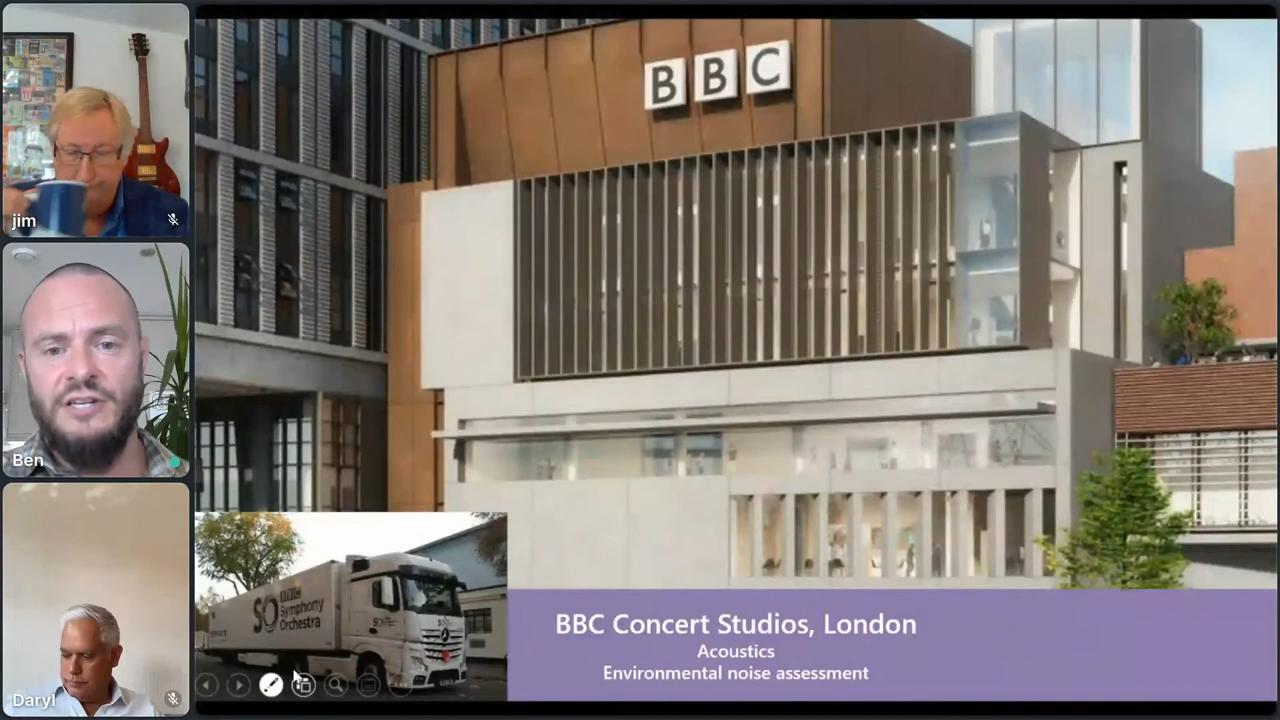 jim
Ben
Daryl
BBC
SO BBC
Symphony
Orchestra
BBC Concert Studios, London
Acoustics
Environmental noise assessment